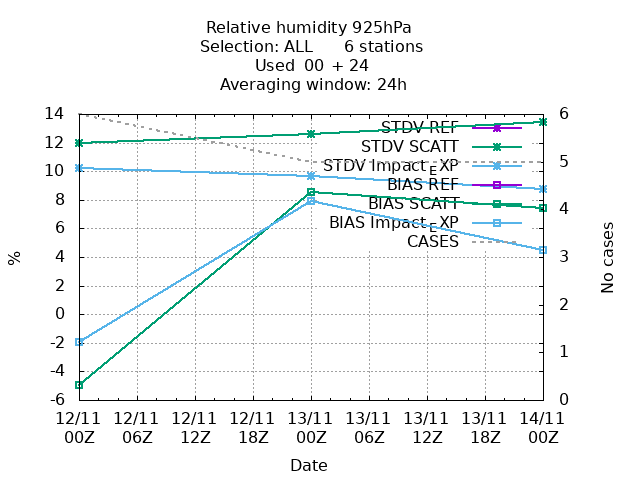 Relative humidity 925hPa
Selection: ALL 6 stations
Used 00 + 24
Averaging window: 24h
14
12
10
8
6
4
2
0
-2
-4
-6
%
6
5
4
3
2
1
0
No cases
STDV REF
STDV SCATT
STDV Impact_EXP
BIAS REF
BIAS SCATT
BIAS Impact_EXP
CASES
12/11 12/11 12/11 12/11 13/11 13/11 13/11 13/11 14/11
00Z 06Z 12Z 18Z 00Z 06Z 12Z 18Z 00Z
Date